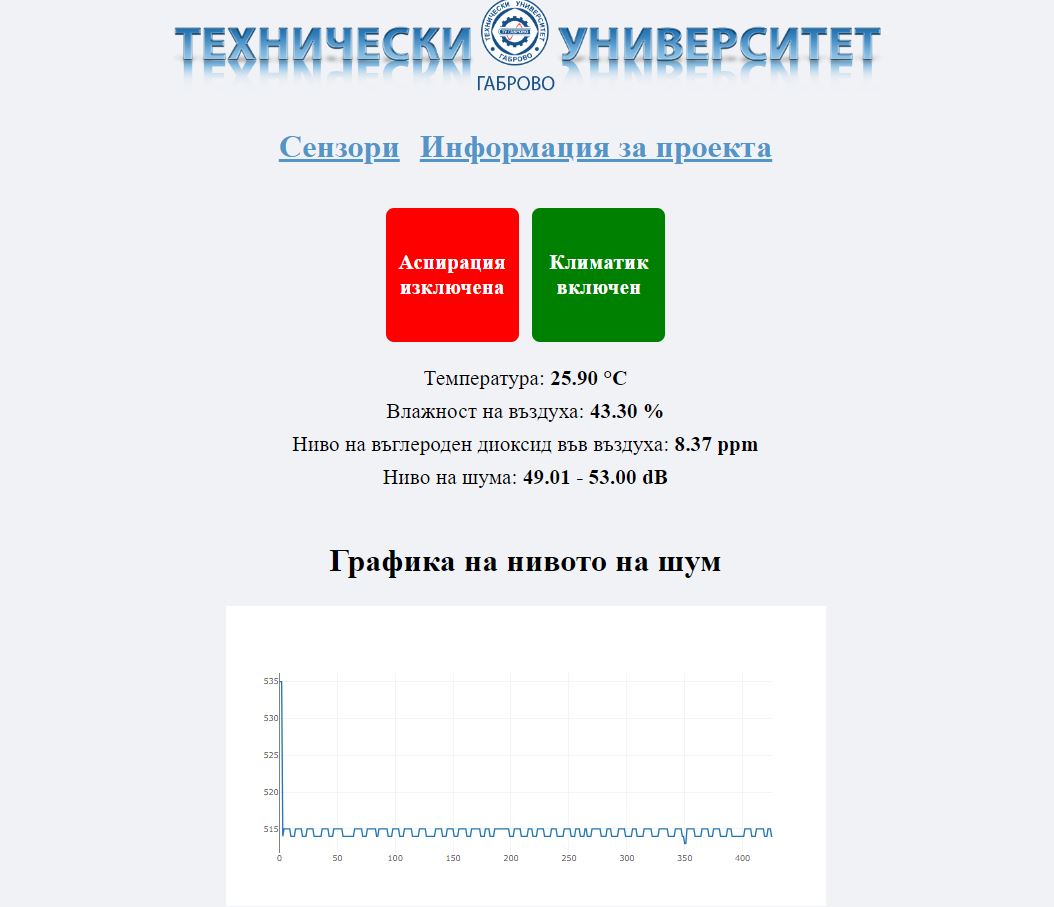 ТЕХНИЧЕСКИ УНИВЕРСИТЕТ
ТЕХНИЧЕСКИ УНИВЕРСИТЕТ
ГАБРОВО
ГАБРОВО
Сензори Информация за проекта
Аспирация
изключена
Климатик
включен
Температура: 25.90 °C
Влажност на въздуха: 43.30 %
Ниво на въглероден диоксид във въздуха: 8.37 ppm
Ниво на шума: 49.01 - 53.00 dB
Графика на нивото на шум
535
530
525
520
515
0 50 100 150 200 250 300 350 400